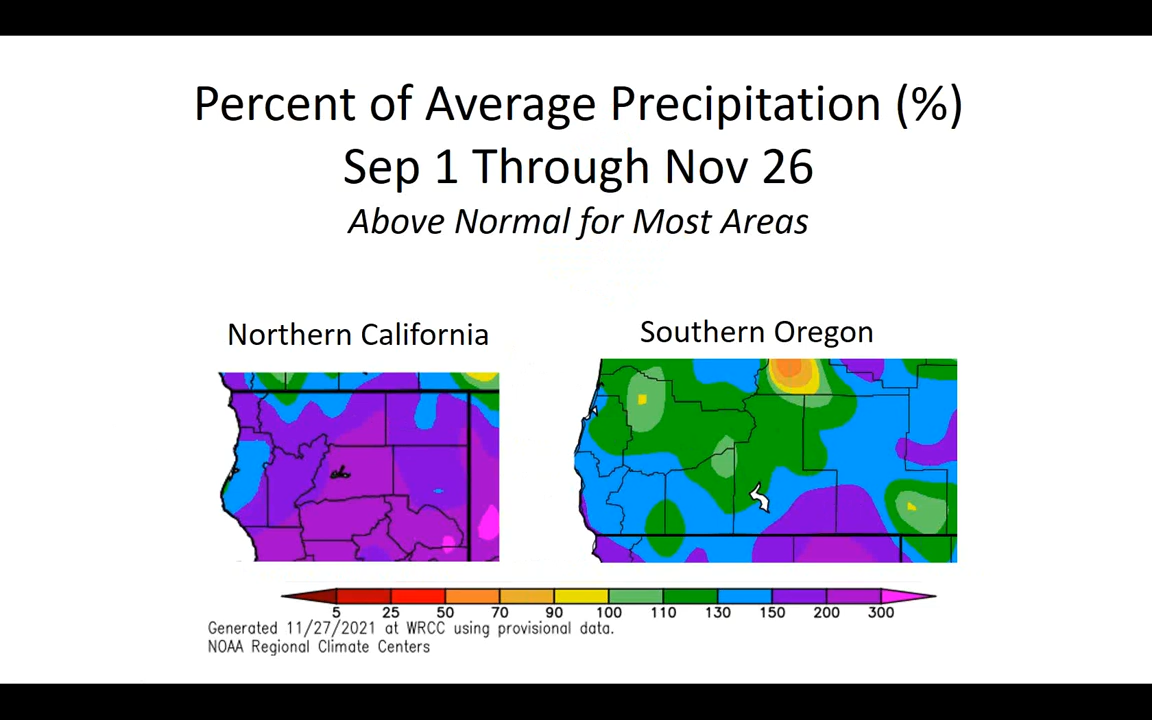 Percent of Average Precipitation (%)
Sep 1 Through Nov 26
Above Normal for Most Areas
Northern California
Southern Oregon
5 25 50 70 90 100 110 130 150 200 300
Generated 11/27/2021 at WRCC using provisional data.
NOAA Regional Climate Centers